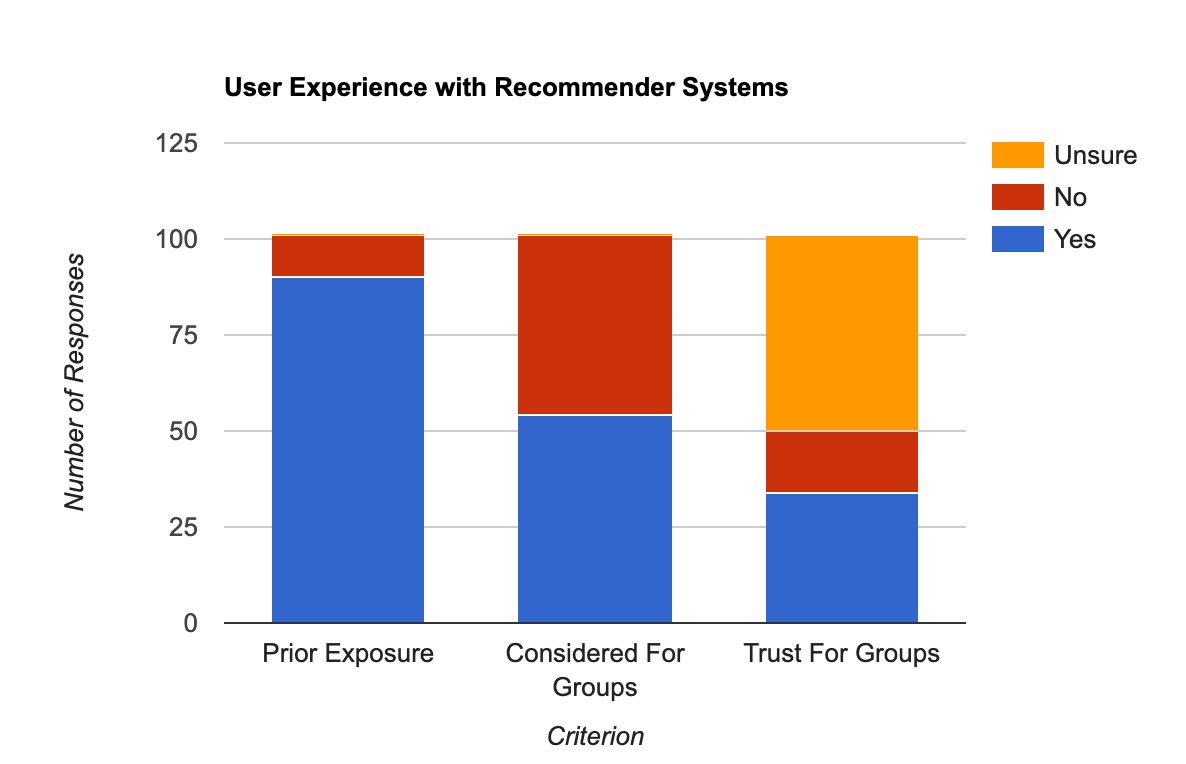 User Experience with Recommender Systems
125
100
75
50
25
0
Number of Responses
Unsure
No
Yes
Prior Exposure
Considered For
Groups
Trust For Groups
Criterion